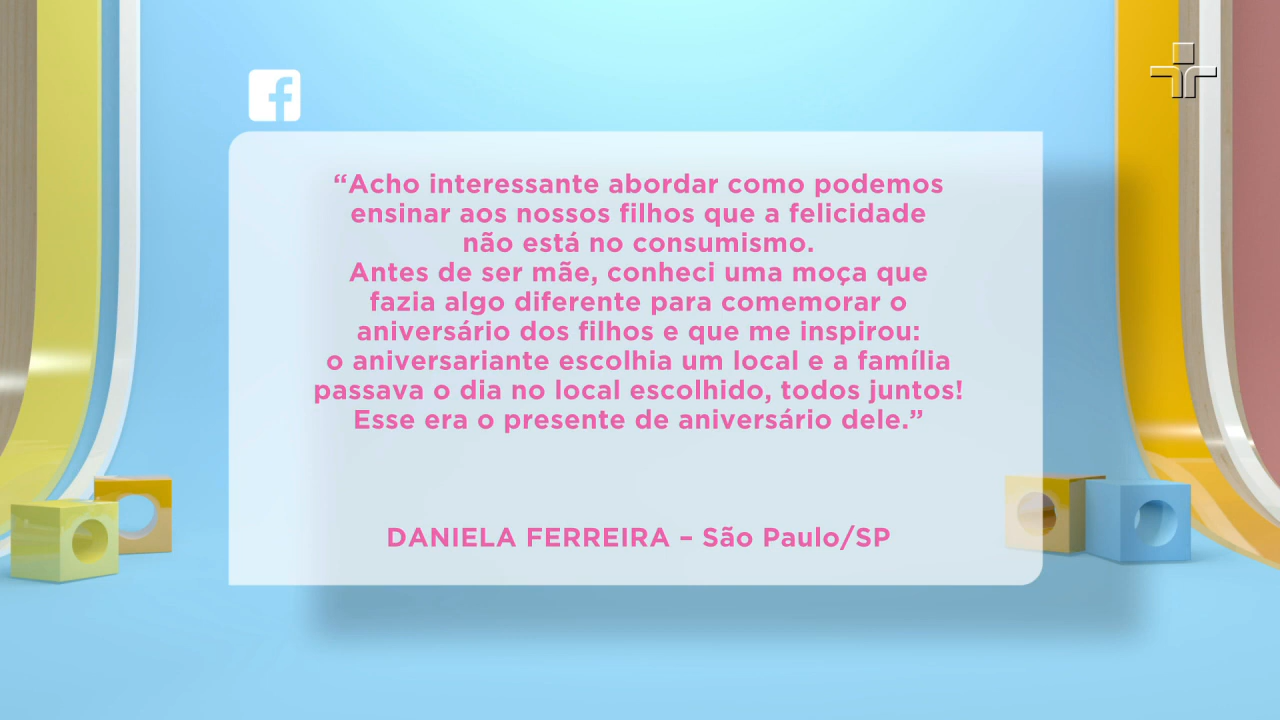 “Acho interessante abordar como podemos
ensinar aos nossos filhos que a felicidade
não está no consumismo.
Antes de ser mãe, conheci uma moça que
fazia algo diferente para comemorar o
aniversário dos filhos e que me inspirou:
o aniversariante escolhia um local e a família
passava o dia no local escolhido, todos juntos!
Esse era o presente de aniversário dele.”
DANIELA FERREIRA – São Paulo/SP